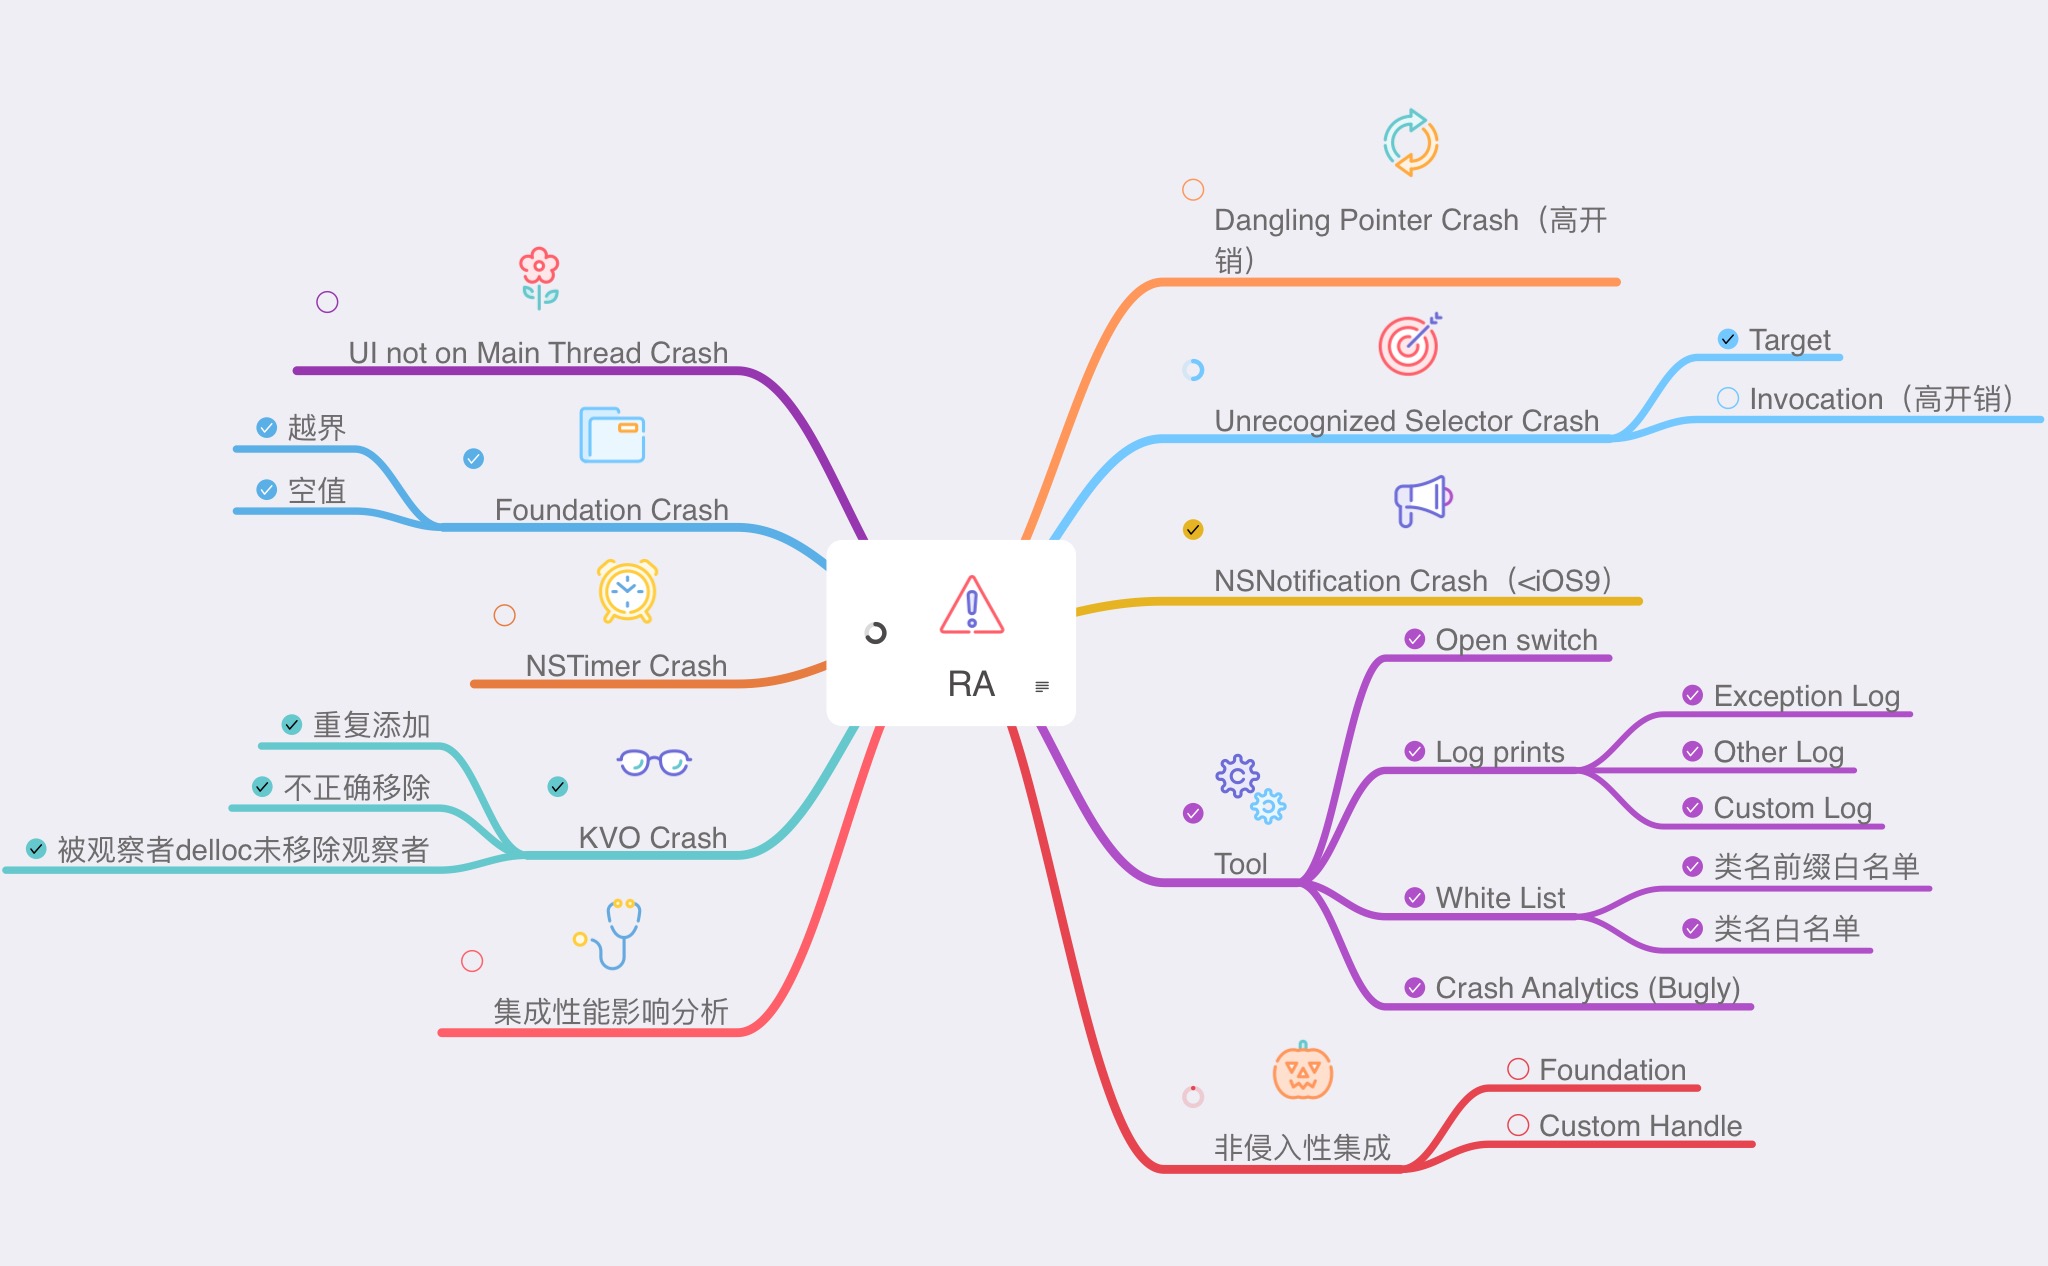 RA
Dangling Pointer Crash（高开
销）
Unrecognized Selector Crash
Target
Invocation（高开销）
NSNotification Crash（<iOS9）
Tool
Open switch
Log prints
Exception Log
Other Log
Custom Log
White List
类名前缀白名单
类名白名单
Crash Analytics (Bugly)
非侵入性集成
Foundation
Custom Handle
UI not on Main Thread Crash
Foundation Crash
越界
空值
NSTimer Crash
KVO Crash
重复添加
不正确移除
被观察者delloc未移除观察者
集成性能影响分析